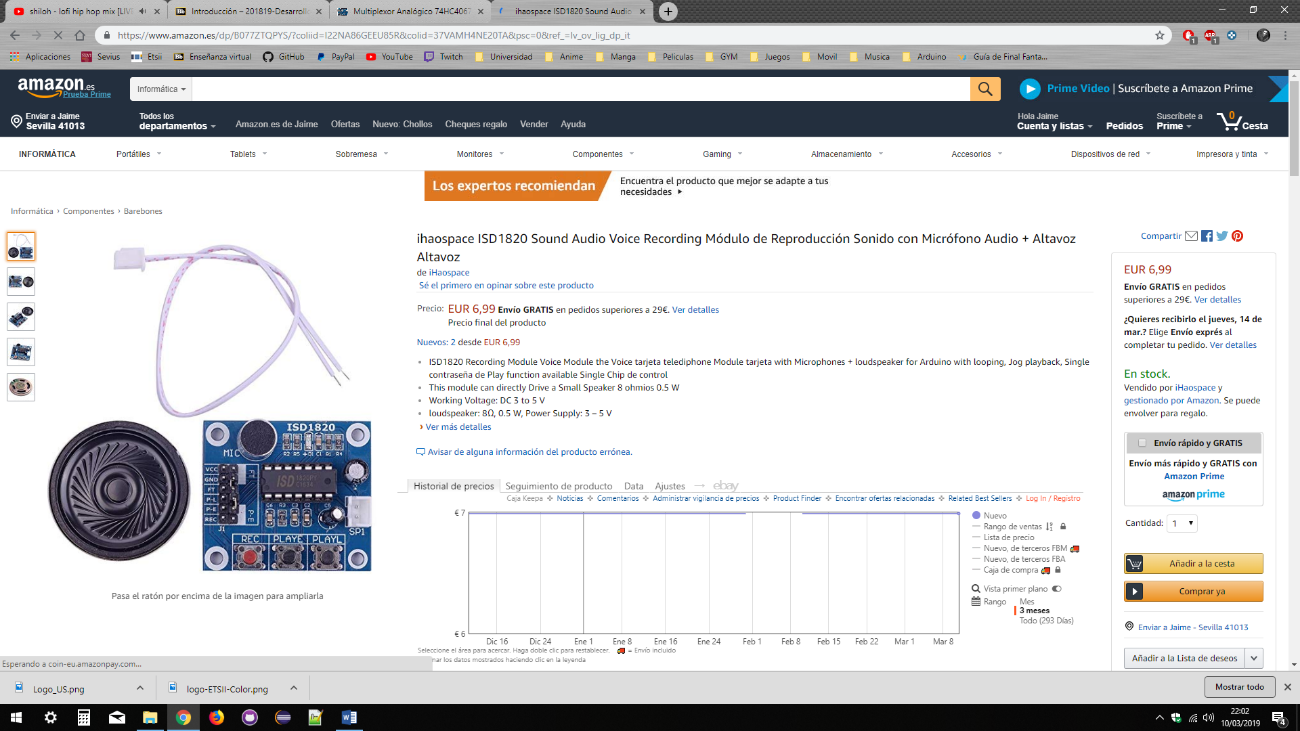 shiloh - lofi hip hop mix [LIVE
Introducción – 201819-Desarroll
Multiplexor Analógico 74HC4067
ihaospace ISD1820 Sound Audio
https://www.amazon.es/dp/B077ZTQPYS/?coliid=I22NA86GEEU85R&colid=37VAMH4NE20TA&psc=0&ref_=lv_ov_lig_dp_it
Aplicaciones Sevius Etsii Enseñanza virtual GitHub PayPal YouTube Twitch Universidad Anime Manga Peliculas GYM Juegos Movil Musica Arduino Guía de Final Fanta...
amazon.es
Prueba Prime
Informática
Prime Video | Suscríbete a Amazon Prime
Enviar a Jaime
Sevilla 41013
Todos los
departamentos
Amazon.es de Jaime Ofertas Nuevo: Chollos Cheques regalo Vender Ayuda
Hola Jaime
Cuenta y listas
Pedidos
Suscríbete a
Prime
0
Cesta
INFORMÁTICA Portátiles Tablets Sobremesa Monitores Componentes Gaming Almacenamiento Accesorios Dispositivos de red Impresora y tinta
Los expertos recomiendan
Encuentra el producto que mejor se adapte a tus
necesidades
Informática › Componentes › Barebones
ihaospace ISD1820 Sound Audio Voice Recording Módulo de Reproducción Sonido con Micrófono Audio + Altavoz
Altavoz
de iHaospace
Sé el primero en opinar sobre este producto
Precio: EUR 6,99 Envío GRATIS en pedidos superiores a 29€. Ver detalles
Precio final del producto
Nuevos: 2 desde EUR 6,99
ISD1820 Recording Module Voice Module the Voice tarjeta telediphone Module tarjeta with Microphones + loudspeaker for Arduino with looping, Jog playback, Single
contraseña de Play function available Single Chip de control
This module can directly Drive a Small Speaker 8 ohmios 0.5 W
Working Voltage: DC 3 to 5 V
loudspeaker: 8Ω, 0.5 W, Power Supply: 3 – 5 V
› Ver más detalles
Avisar de alguna información del producto errónea.
ISD1820
MIC
R2 R5 D1 C1 R1
VCC
GND
FT
P-L
P-E
REC
J1
ISD
SP1
REC PLAYE PLAYL
Pasa el ratón por encima de la imagen para ampliarla
Historial de precios Seguimiento de producto Data Ajustes ebay
Caja Keepa Noticias Comentarios Administrar vigilancia de precios Product Finder Encontrar ofertas relacionadas Related Best Sellers Log In / Registro
€ 7
€ 6
Dic 16 Dic 24 Ene 1 Ene 8 Ene 16 Ene 24 Feb 1 Feb 8 Feb 15 Feb 22 Mar 1 Mar 8
Seleccione el área para acercar. Haga doble clic para restablecer. = Envío incluido
nar los datos mostrados haciendo clic en la leyenda
Nuevo
Rango de ventas
Lista de precio
Nuevo, de terceros FBM
Nuevo, de terceros FBA
Caja de compra
Vista primer plano
Rango
Mes
3 meses
Todo (293 Días)
Compartir
EUR 6,99
Envío GRATIS en pedidos
superiores a 29€. Ver detalles
¿Quieres recibirlo el jueves, 14 de
mar.? Elige Envío exprés al
completar tu pedido. Ver detalles
En stock.
Vendido por iHaospace y
gestionado por Amazon. Se puede
envolver para regalo.
Envío rápido y GRATIS
Envío más rápido y GRATIS con
Amazon Prime
amazon prime
Cantidad: 1
Añadir a la cesta
Comprar ya
Enviar a Jaime - Sevilla 41013
Añadir a la Lista de deseos
Esperando a coin-eu.amazonpay.com...
Logo_US.png
logo-ETSII-Color.png
Mostrar todo
22:02
10/03/2019
4